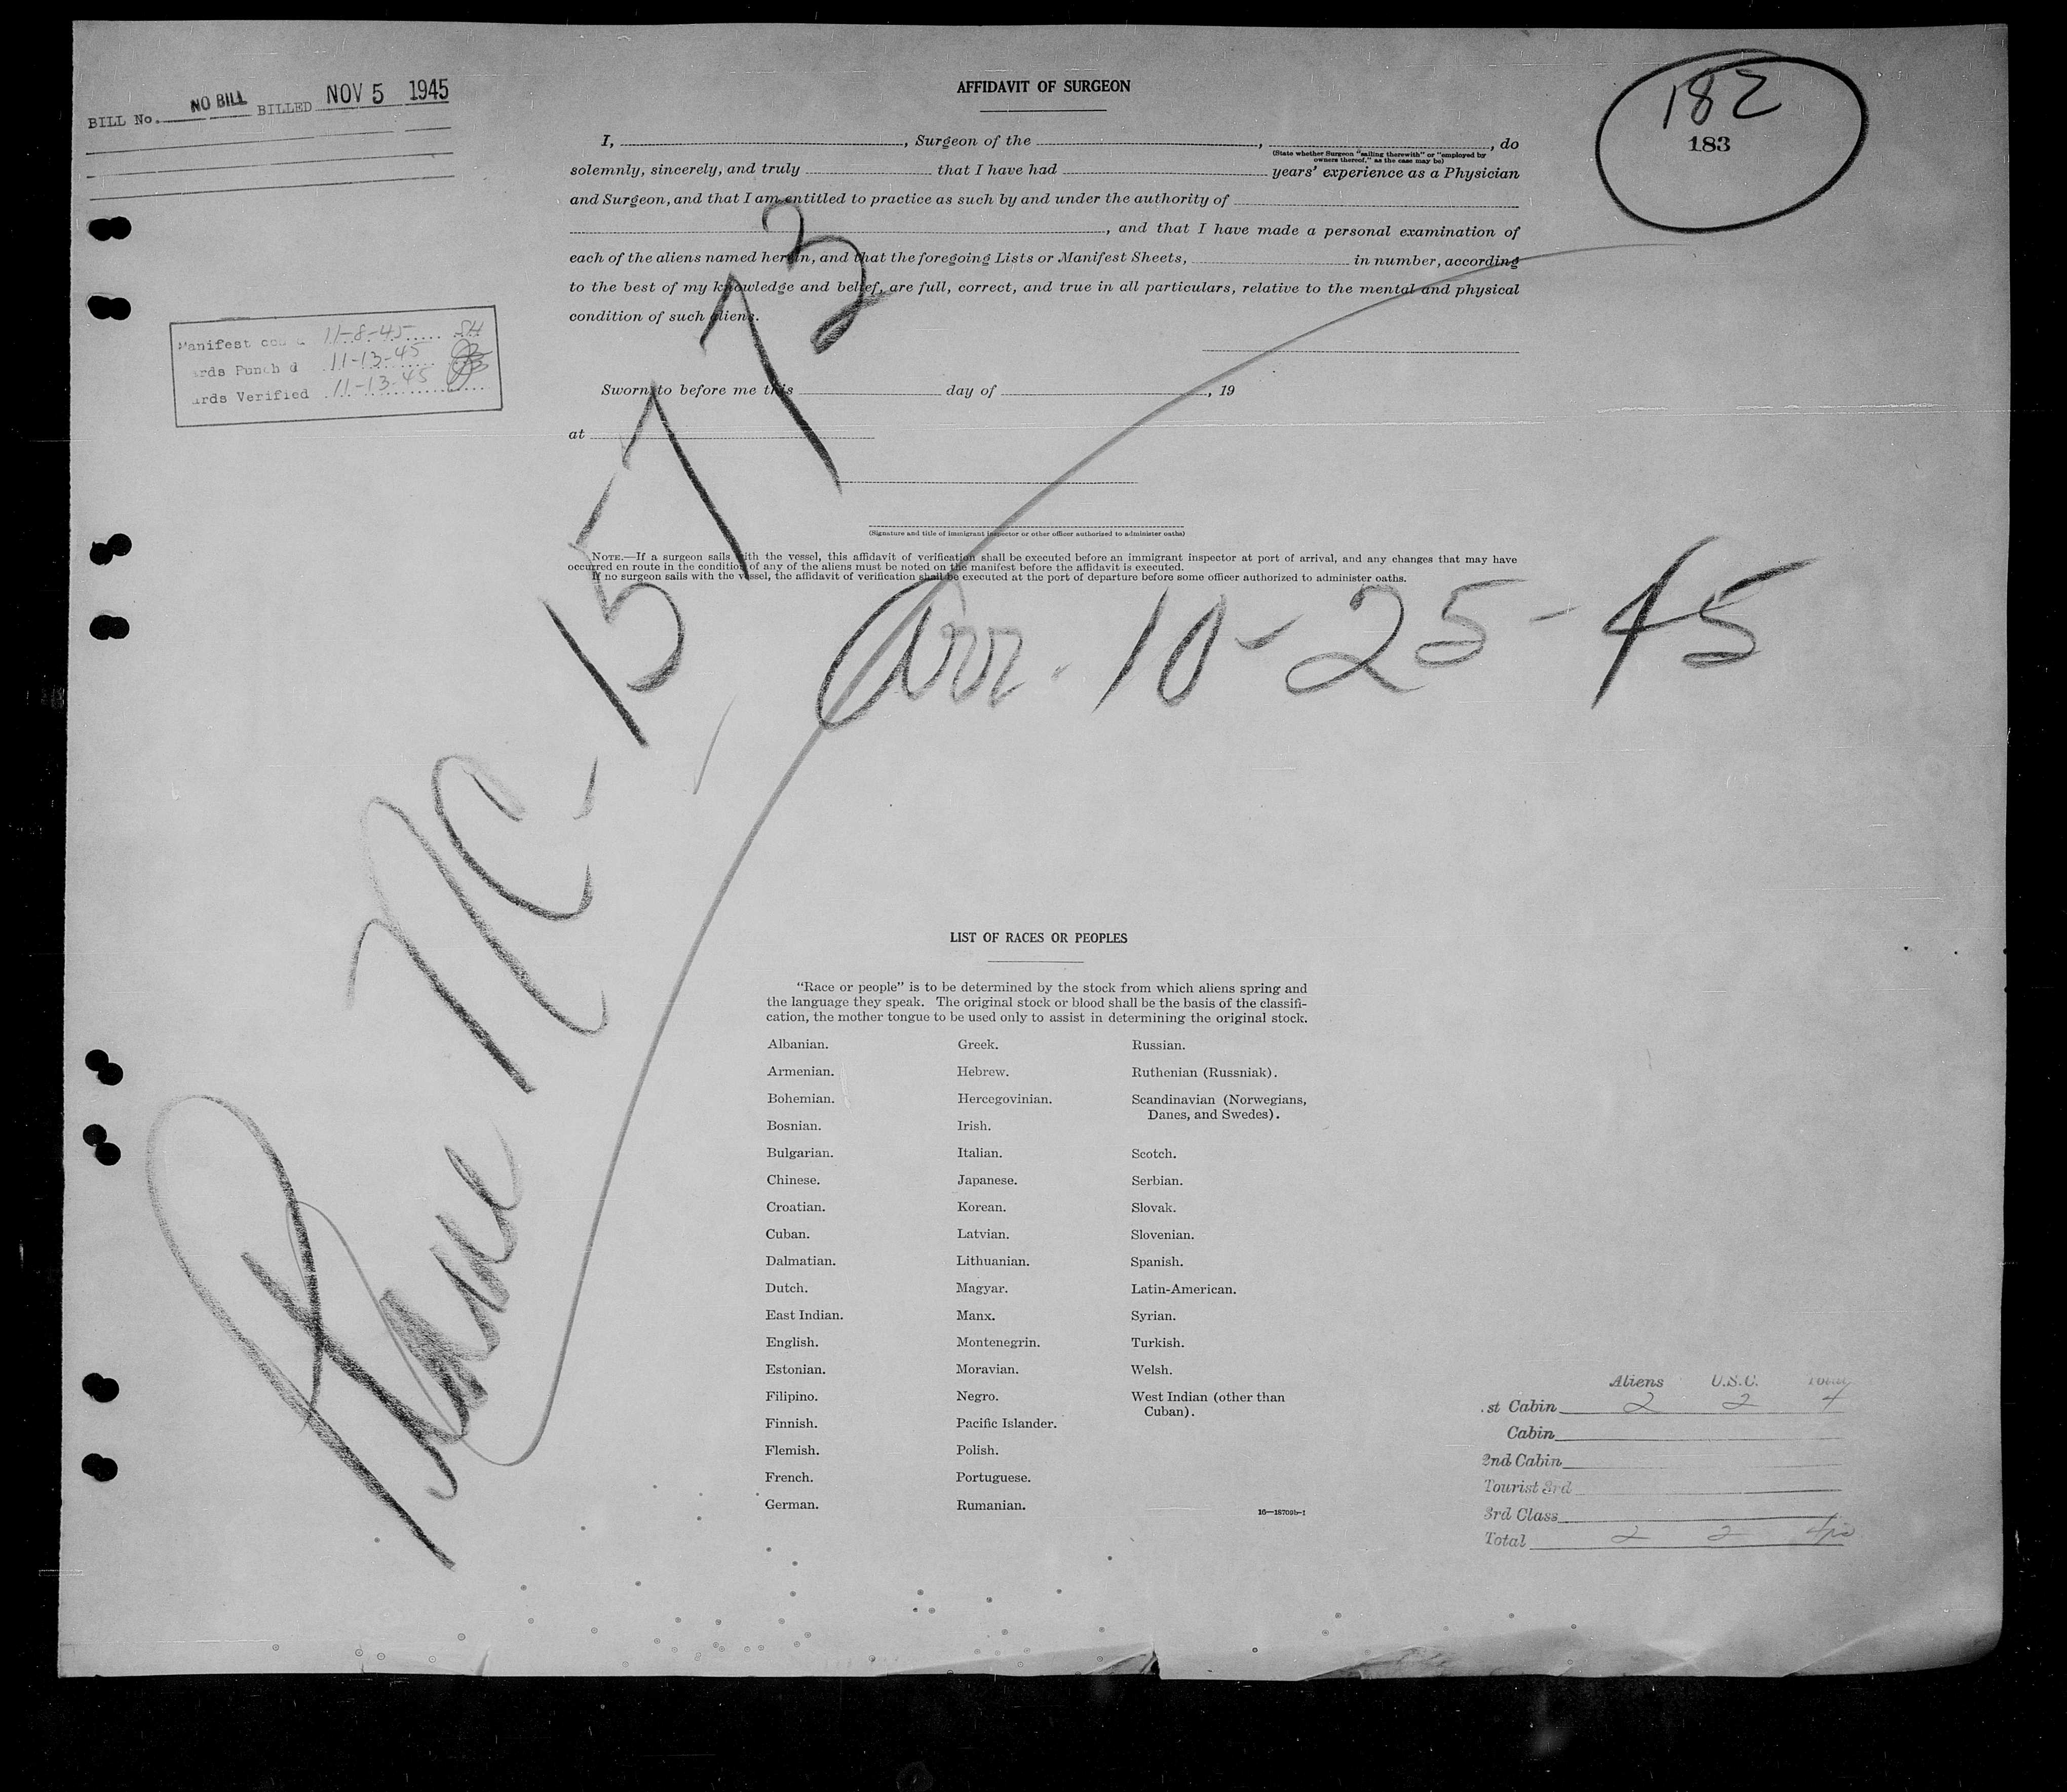 BILL No. NO BILL BILLED NOV 5 1945
AFFIDAVIT OF SURGEON
182
183
I, , Surgeon of the , , do
(State whether Surgeon "sailing therewith" or "employed by
owners thereof," as the case may be)
solemnly, sincerely, and truly that I have had years' experience as a Physician
and Surgeon, and that I am entitled to practice as such by and under the authority of
, and that I have made a personal examination of
each of the aliens named herein, and that the foregoing Lists or Manifest Sheets, in number, according
to the best of my knowledge and belief, are full, correct, and true in all particulars, relative to the mental and physical
condition of such aliens.
Manifest 11-8-45
ards Punch d 11-13-45
ards Verified 11-13-45
Sworn to before me this day of , 19
at
(Signature and title of immigrant inspector or other officer authorized to administer oaths)
NOTE.—If a surgeon sails with the vessel, this affidavit of verification shall be executed before an immigrant inspector at port of arrival, and any changes that may have
occurred en route in the condition of any of the aliens must be noted on the manifest before the affidavit is executed.
If no surgeon sails with the vessel, the affidavit of verification shall be executed at the port of departure before some officer authorized to administer oaths.
Plane NC-15773
Arr. 10-25-45
LIST OF RACES OR PEOPLES
"Race or people" is to be determined by the stock from which aliens spring and
the language they speak. The original stock or blood shall be the basis of the classifi-
cation, the mother tongue to be used only to assist in determining the original stock.
Albanian.
Armenian.
Bohemian.
Bosnian.
Bulgarian.
Chinese.
Croatian.
Cuban.
Dalmatian.
Dutch.
East Indian.
English.
Estonian.
Filipino.
Finnish.
Flemish.
French.
German.
Greek.
Hebrew.
Hercegovinian.
Irish.
Italian.
Japanese.
Korean.
Latvian.
Lithuanian.
Magyar.
Manx.
Montenegrin.
Moravian.
Negro.
Pacific Islander.
Polish.
Portuguese.
Rumanian.
Russian.
Ruthenian (Russniak).
Scandinavian (Norwegians,
Danes, and Swedes).
Scotch.
Serbian.
Slovak.
Slovenian.
Spanish.
Latin-American.
Syrian.
Turkish.
Welsh.
West Indian (other than
Cuban).
16—18709b-1
Aliens U.S.C. Total
.st Cabin 2 2 4
Cabin
2nd Cabin
Tourist 3rd
3rd Class
Total 2 2